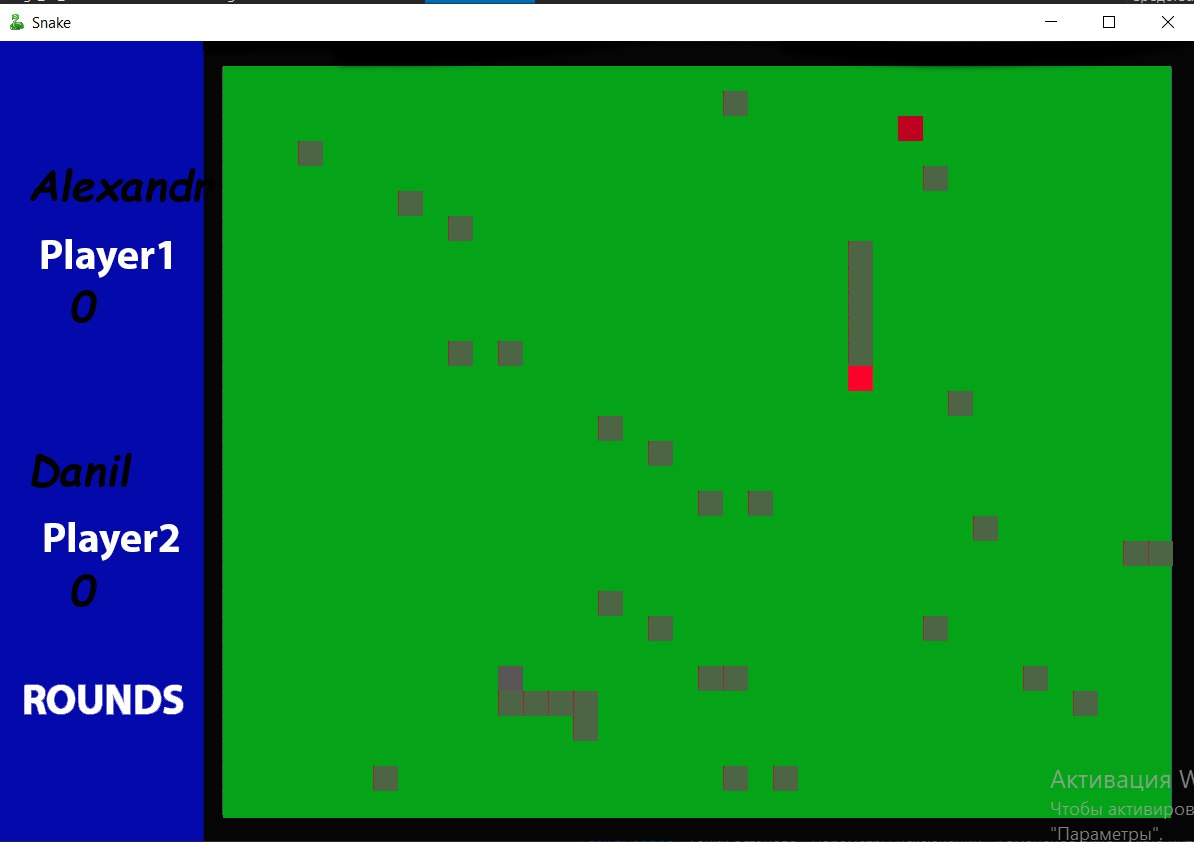 Snake
Alexandr
Player1
0
Danil
Player2
0
ROUNDS
Активация W
Чтобы активиров
"Параметры".